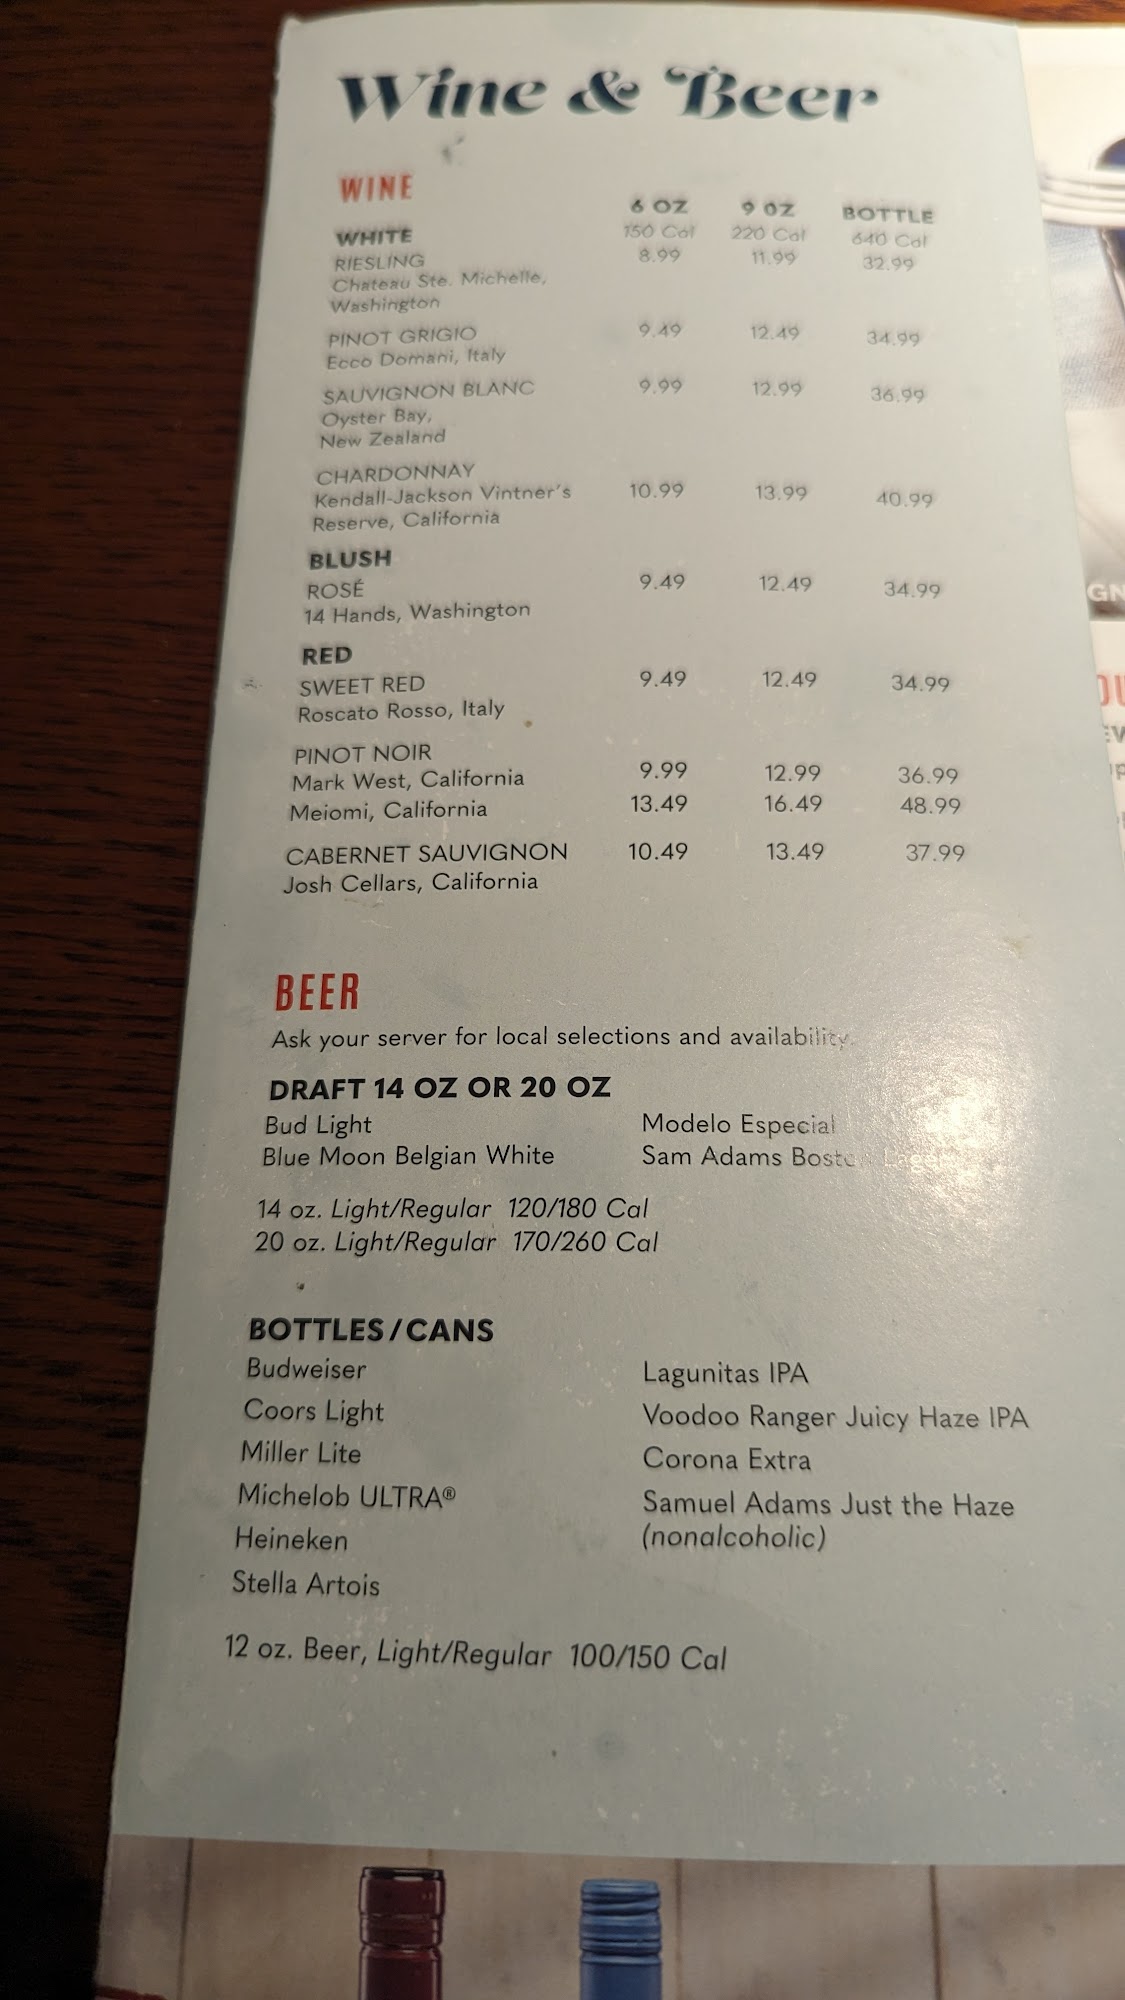 Wine & Beer
WINE
6 OZ 9 OZ BOTTLE
WHITE 150 Cal 220 Cal 640 Cal
RIESLING 8.99 11.99 32.99
Chateau Ste. Michelle,
Washington
PINOT GRIGIO 9.49 12.49 34.99
Ecco Domani, Italy
SAUVIGNON BLANC 9.99 12.99 36.99
Oyster Bay,
New Zealand
CHARDONNAY
Kendall-Jackson Vintner's 10.99 13.99 40.99
Reserve, California
BLUSH
ROSÉ 9.49 12.49 34.99
14 Hands, Washington
RED
SWEET RED 9.49 12.49 34.99
Roscato Rosso, Italy
PINOT NOIR
Mark West, California 9.99 12.99 36.99
Meiomi, California 13.49 16.49 48.99
CABERNET SAUVIGNON 10.49 13.49 37.99
Josh Cellars, California
BEER
Ask your server for local selections and availability.
DRAFT 14 OZ OR 20 OZ
Bud Light Modelo Especial
Blue Moon Belgian White Sam Adams Boston Lager
14 oz. Light/Regular 120/180 Cal
20 oz. Light/Regular 170/260 Cal
BOTTLES/CANS
Budweiser Lagunitas IPA
Coors Light Voodoo Ranger Juicy Haze IPA
Miller Lite Corona Extra
Michelob ULTRA® Samuel Adams Just the Haze
(nonalcoholic)
Heineken
Stella Artois
12 oz. Beer, Light/Regular 100/150 Cal